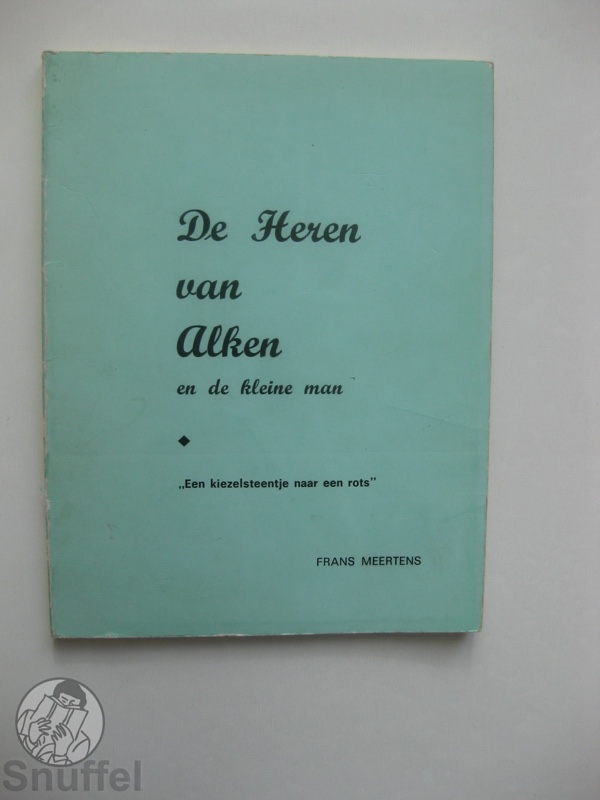 De Heren
van
Alken
en de kleine man
„Een kiezelsteentje naar een rots”
FRANS MEERTENS
Snuffel